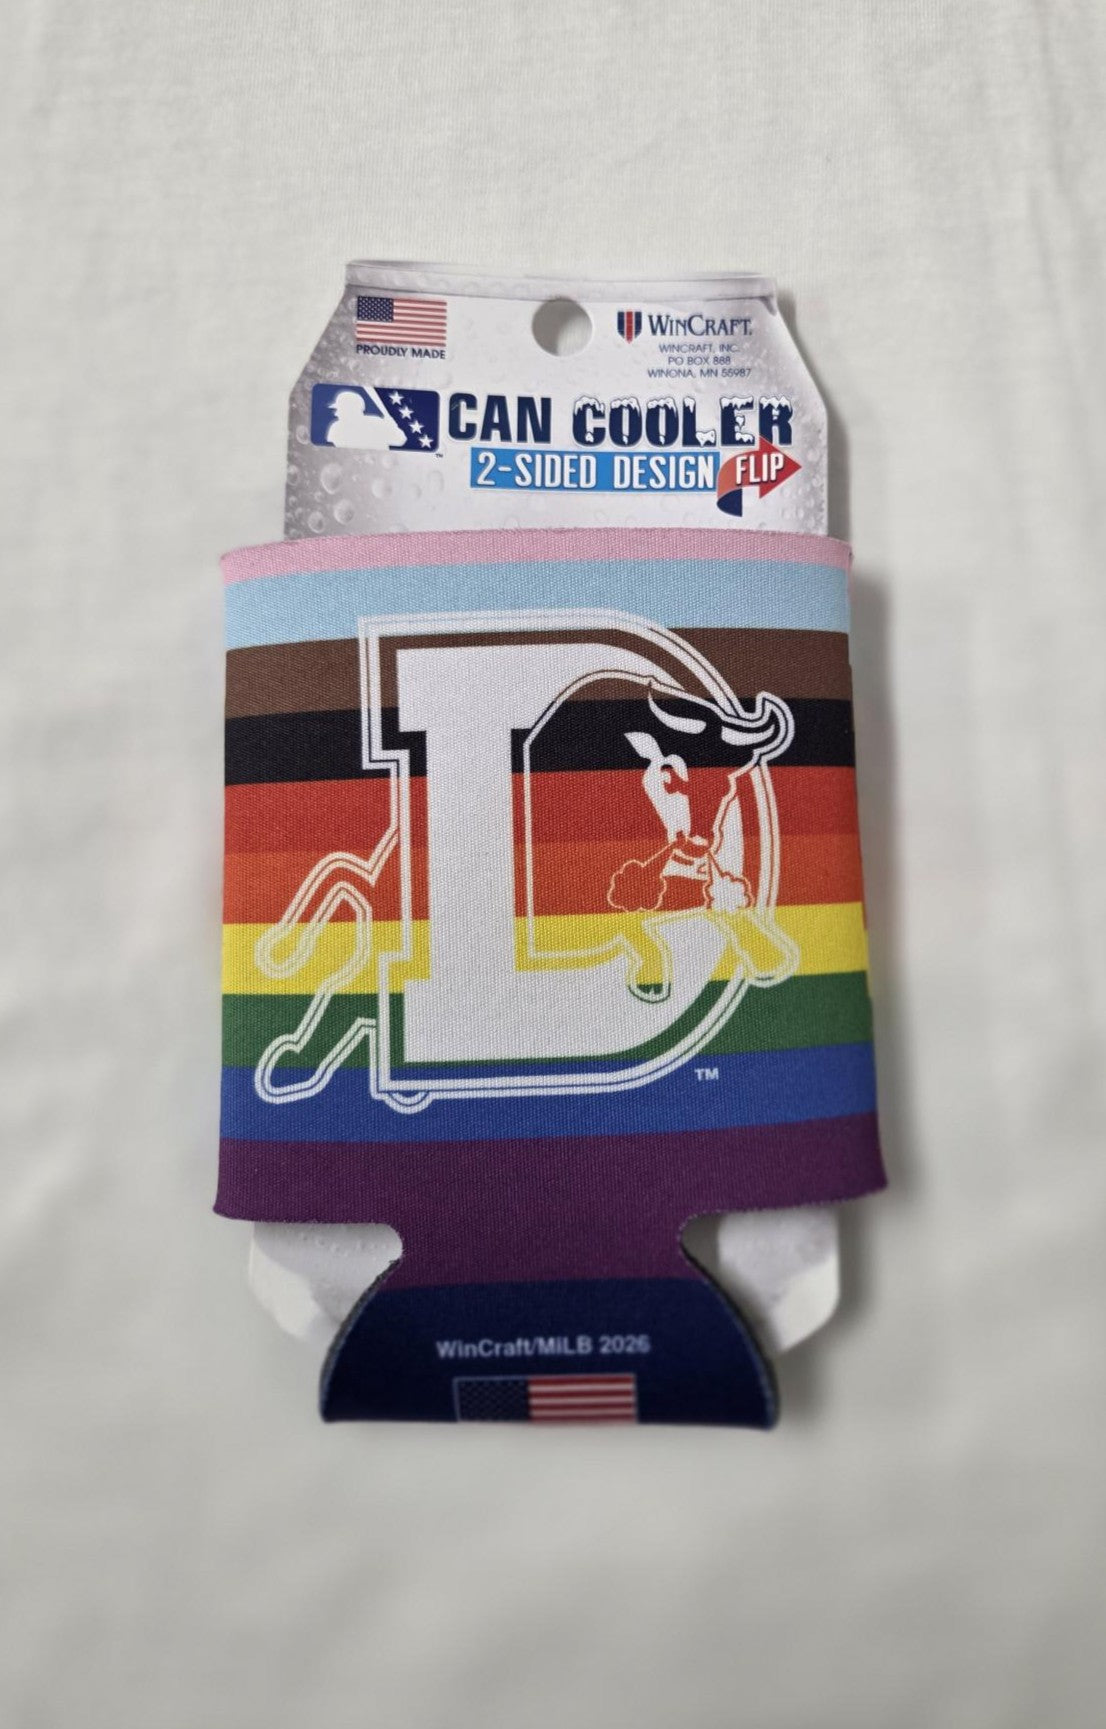 PROUDLY MADE
WINCRAFT.
WINCRAFT, INC.
PO BOX 888
WINONA, MN 55987
™
CAN COOLER
2-SIDED DESIGN FLIP
D
TM
WinCraft/MiLB 2026